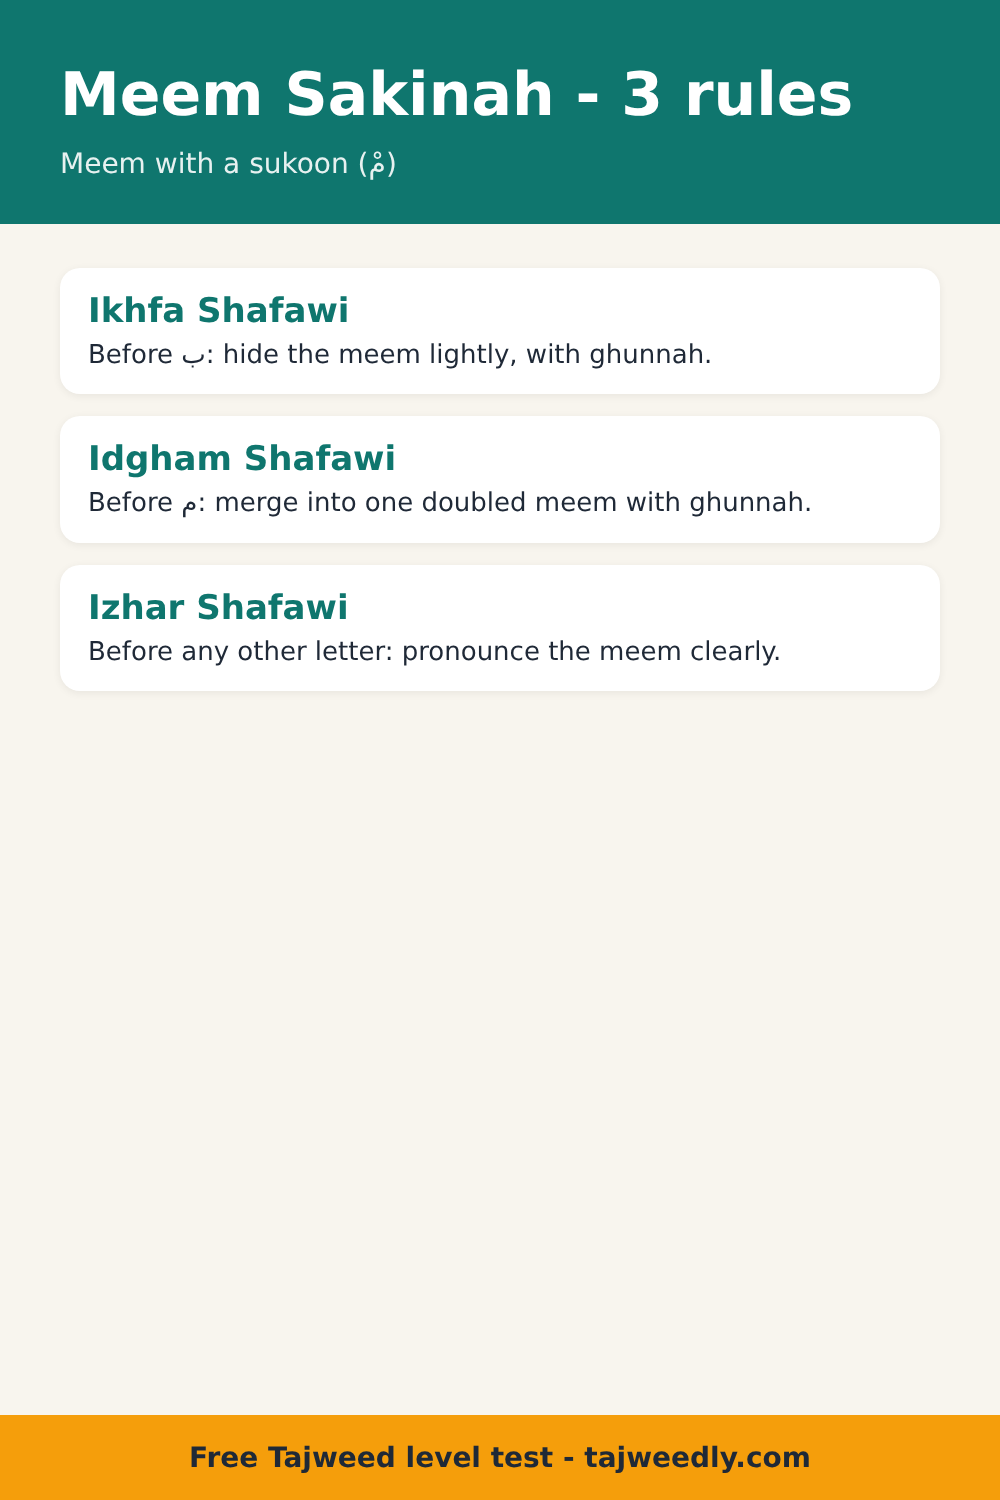 Meem Sakinah - 3 rules
Meem with a sukoon (مْ)
Ikhfa Shafawi
Before ب: hide the meem lightly, with ghunnah.
Idgham Shafawi
Before م: merge into one doubled meem with ghunnah.
Izhar Shafawi
Before any other letter: pronounce the meem clearly.
Free Tajweed level test - tajweedly.com